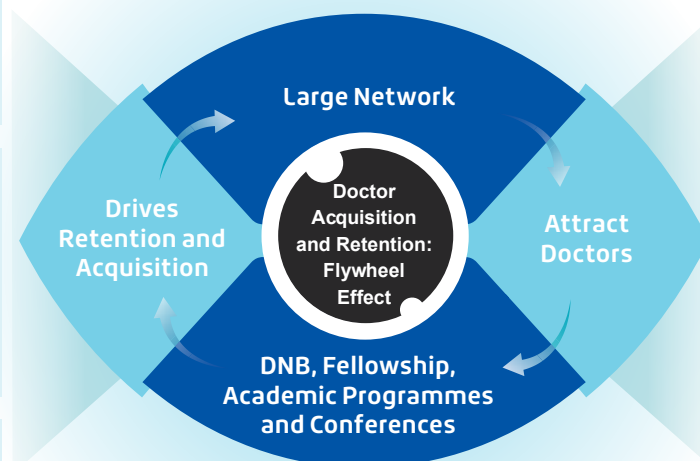 Large Network
Doctor
Acquisition
and Retention:
Flywheel
Effect
Attract
Doctors
DNB, Fellowship,
Academic Programmes
and Conferences
Drives
Retention and
Acquisition